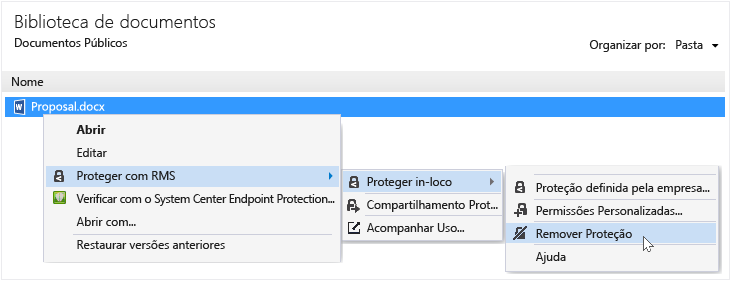 Biblioteca de documentos
Documentos Públicos
Organizar por: Pasta
Nome
Proposal.docx
Abrir
Editar
Proteger com RMS
Verificar com o System Center Endpoint Protection...
Abrir com...
Restaurar versões anteriores
Proteger in-loco
Compartilhamento Prot...
Acompanhar Uso...
Proteção definida pela empresa...
Permissões Personalizadas...
Remover Proteção
Ajuda